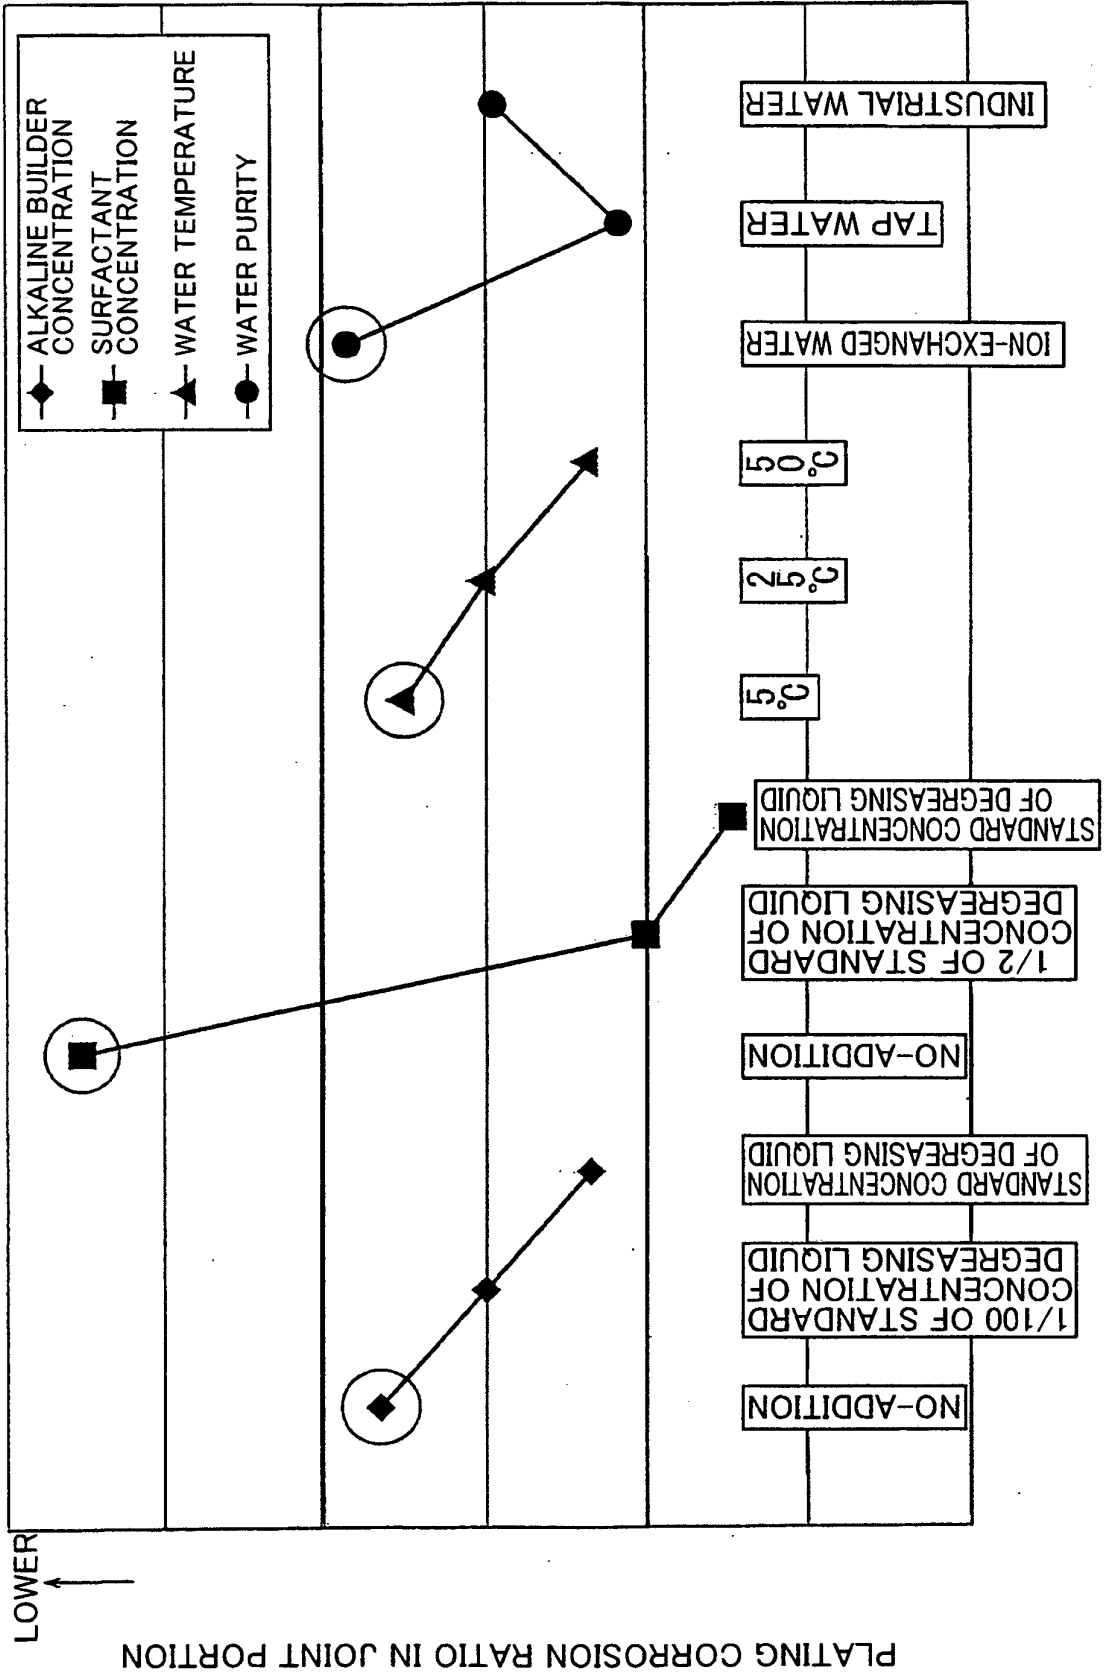 LOWER
PLATING CORROSION RATIO IN JOINT PORTION
ALKALINE BUILDER
CONCENTRATION
SURFACTANT
CONCENTRATION
WATER TEMPERATURE
WATER PURITY
NO-ADDITION
1/100 OF STANDARD
CONCENTRATION OF
DEGREASING LIQUID
STANDARD CONCENTRATION
OF DEGREASING LIQUID
NO-ADDITION
1/2 OF STANDARD
CONCENTRATION OF
DEGREASING LIQUID
STANDARD CONCENTRATION
OF DEGREASING LIQUID
5
°C
25
°C
50
°C
ION-EXCHANGED WATER
TAP WATER
INDUSTRIAL WATER